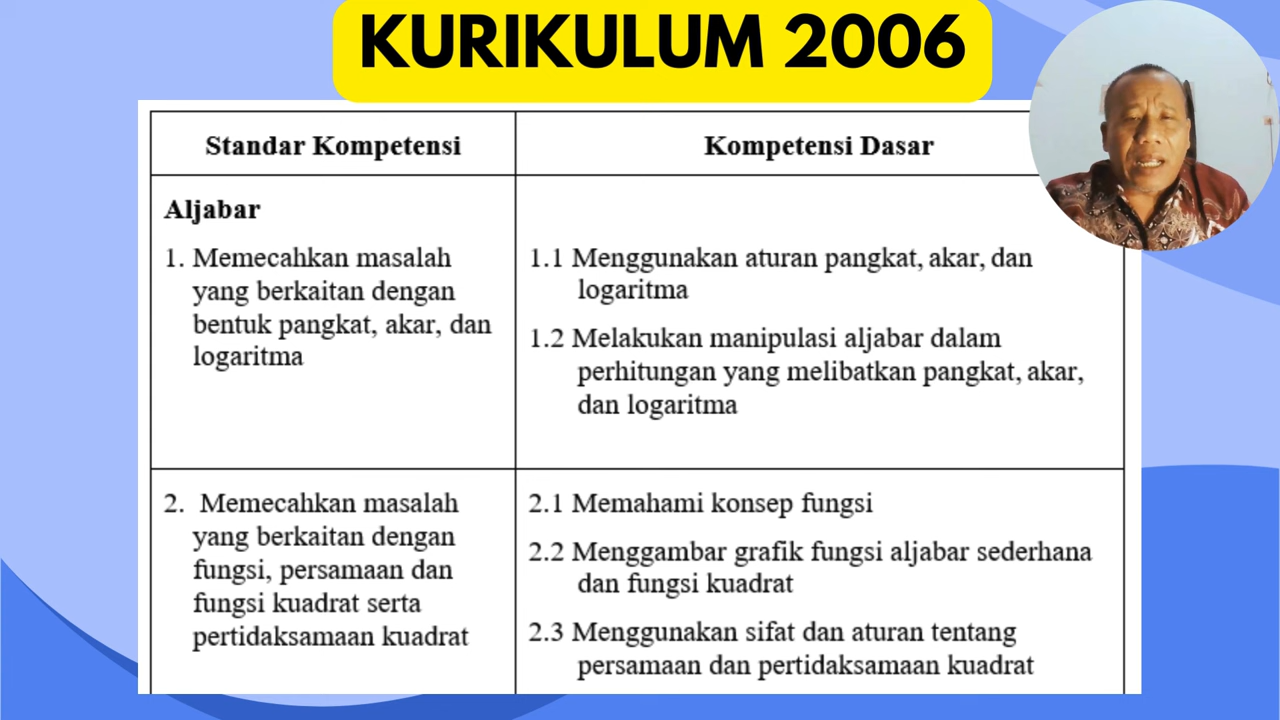 KURIKULUM 2006
Standar Kompetensi
Kompetensi Dasar
Aljabar
1. Memecahkan masalah
yang berkaitan dengan
bentuk pangkat, akar, dan
logaritma
1.1 Menggunakan aturan pangkat, akar, dan
logaritma
1.2 Melakukan manipulasi aljabar dalam
perhitungan yang melibatkan pangkat, akar,
dan logaritma
2. Memecahkan masalah
yang berkaitan dengan
fungsi, persamaan dan
fungsi kuadrat serta
pertidaksamaan kuadrat
2.1 Memahami konsep fungsi
2.2 Menggambar grafik fungsi aljabar sederhana
dan fungsi kuadrat
2.3 Menggunakan sifat dan aturan tentang
persamaan dan pertidaksamaan kuadrat